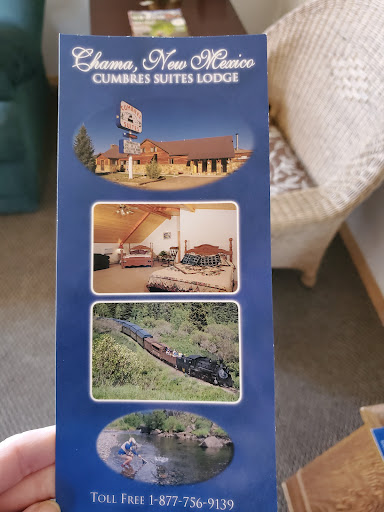 Chama, New Mexico
CUMBRES SUITES LODGE
TOLL FREE 1-877-756-9139